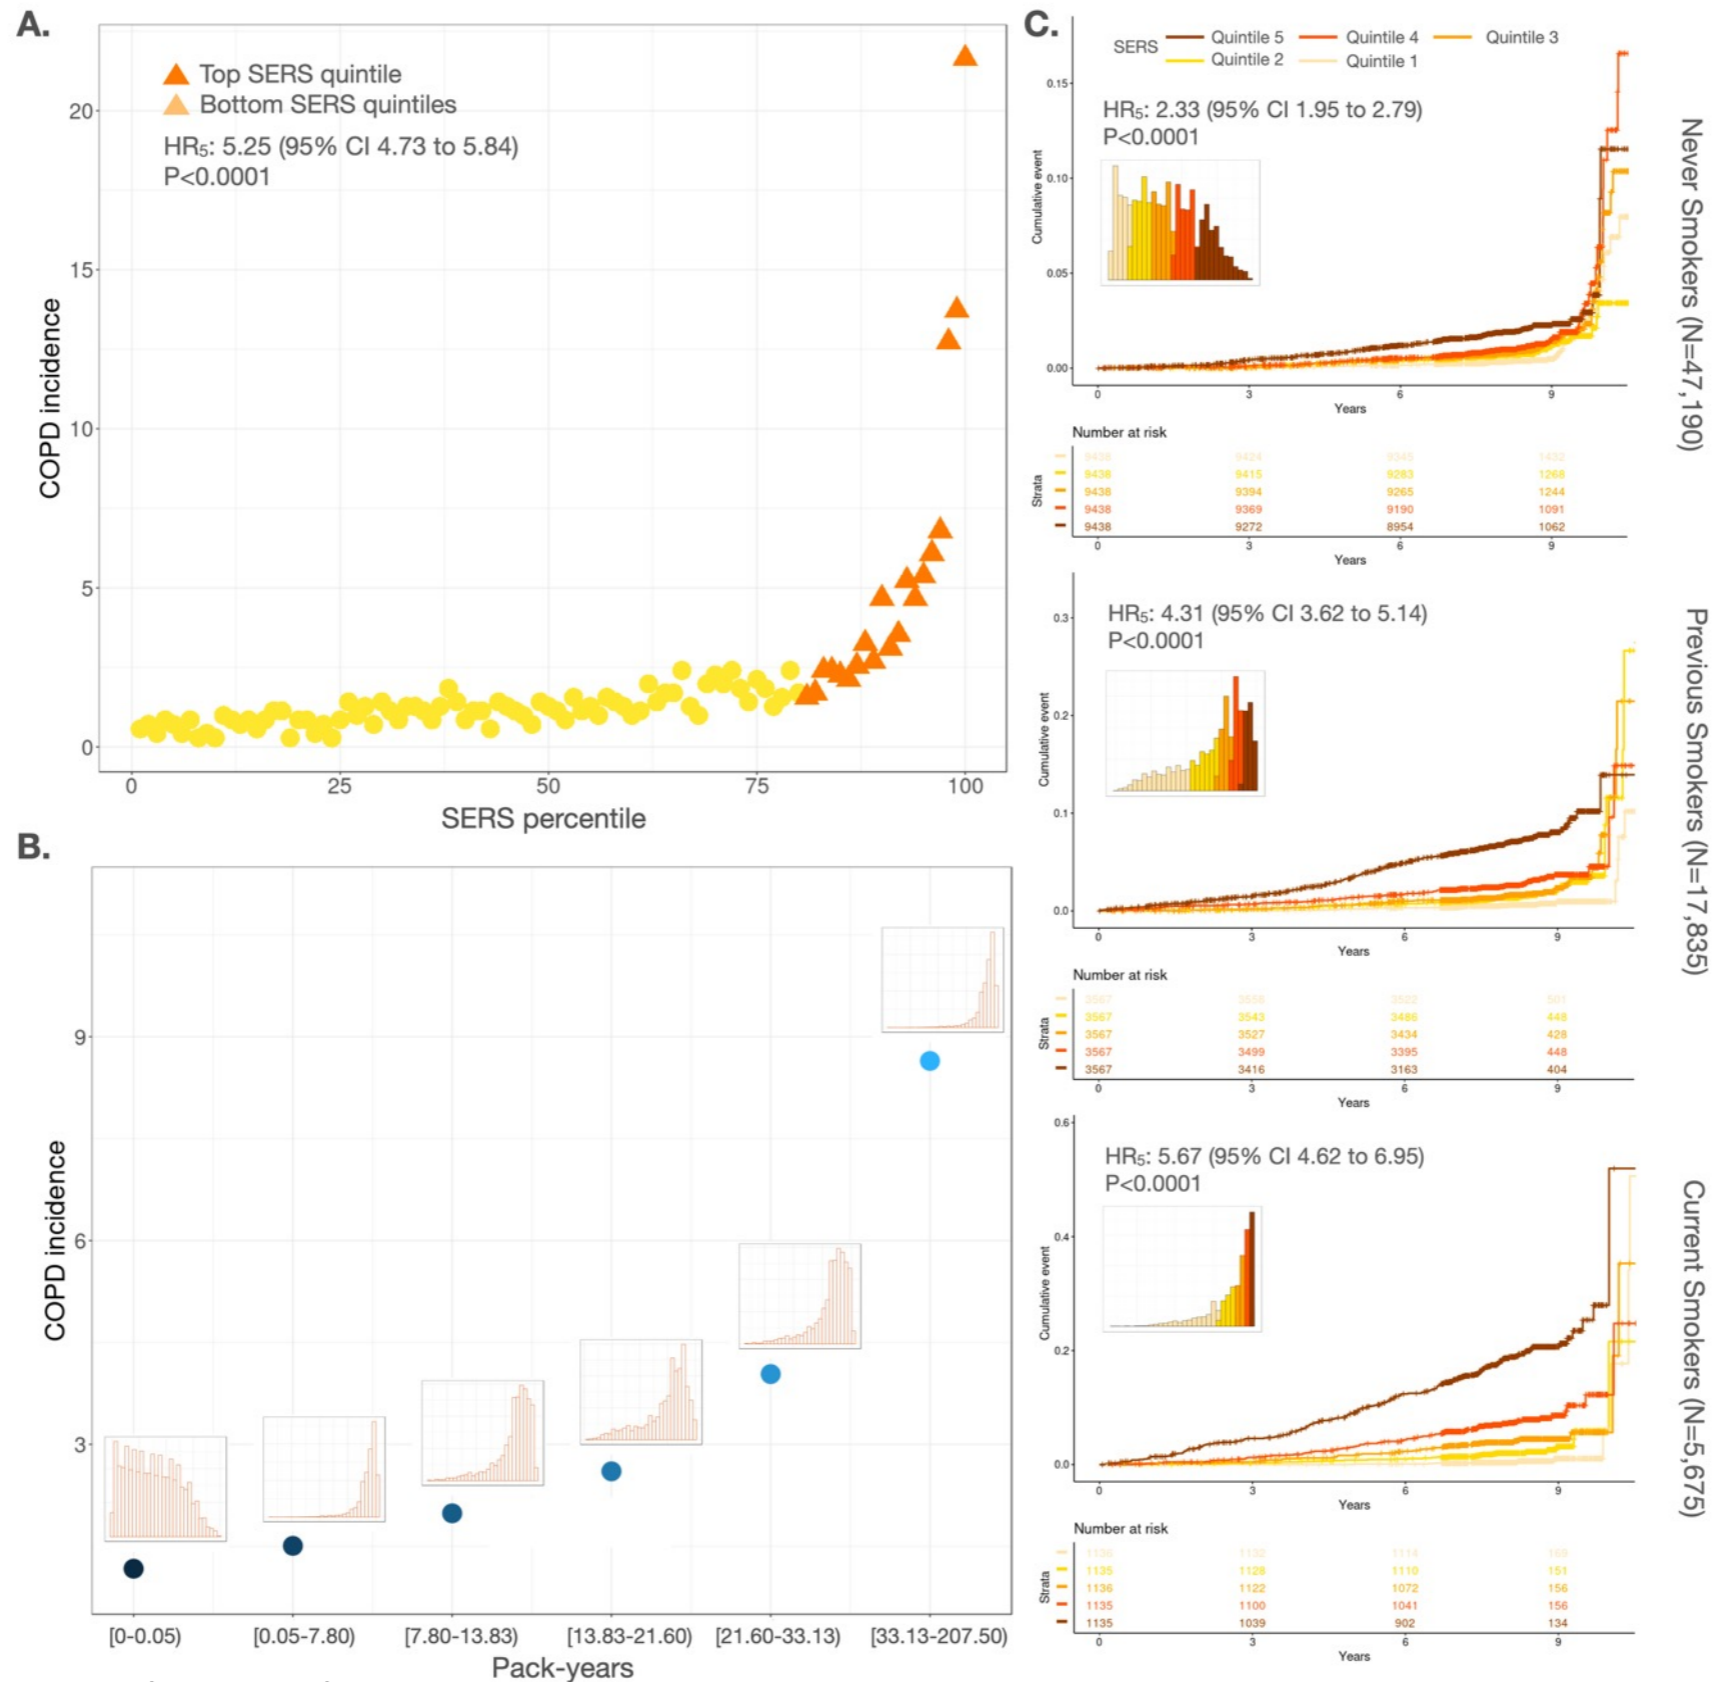 A.
Top SERS quintile
Bottom SERS quintiles
HR₅: 5.25 (95% CI 4.73 to 5.84)
P<0.0001
COPD incidence
20
15
10
5
0
0 25 50 75 100
SERS percentile
B.
COPD incidence
9
6
3
[0-0.05) [0.05-7.80) [7.80-13.83) [13.83-21.60) [21.60-33.13) [33.13-207.50)
Pack-years
C.
SERS Quintile 5 Quintile 4 Quintile 3
Quintile 2 Quintile 1
HR₅: 2.33 (95% CI 1.95 to 2.79)
P<0.0001
Cumulative event
0.15
0.10
0.05
0.00
0 3 6 9
Years
Never Smokers (N=47,190)
Number at risk
Strata
9438 9424 9345 1432
9438 9415 9283 1268
9438 9394 9265 1244
9438 9369 9190 1091
9438 9272 8954 1062
0 3 6 9
Years
HR₅: 4.31 (95% CI 3.62 to 5.14)
P<0.0001
Cumulative event
0.3
0.2
0.1
0.0
0 3 6 9
Years
Previous Smokers (N=17,835)
Number at risk
Strata
3567 3522 501
3567 3543 3486 448
3567 3527 3434 428
3567 3499 3395 448
3567 3416 3163 404
0 3 6 9
Years
HR₅: 5.67 (95% CI 4.62 to 6.95)
P<0.0001
Cumulative event
0.6
0.4
0.2
0.0
0 3 6 9
Years
Current Smokers (N=5,675)
Number at risk
Strata
1136 1132 1114 169
1135 1128 1110 151
1136 1122 1072 156
1135 1100 1041 156
1135 1039 902 134
0 3 6 9
Years